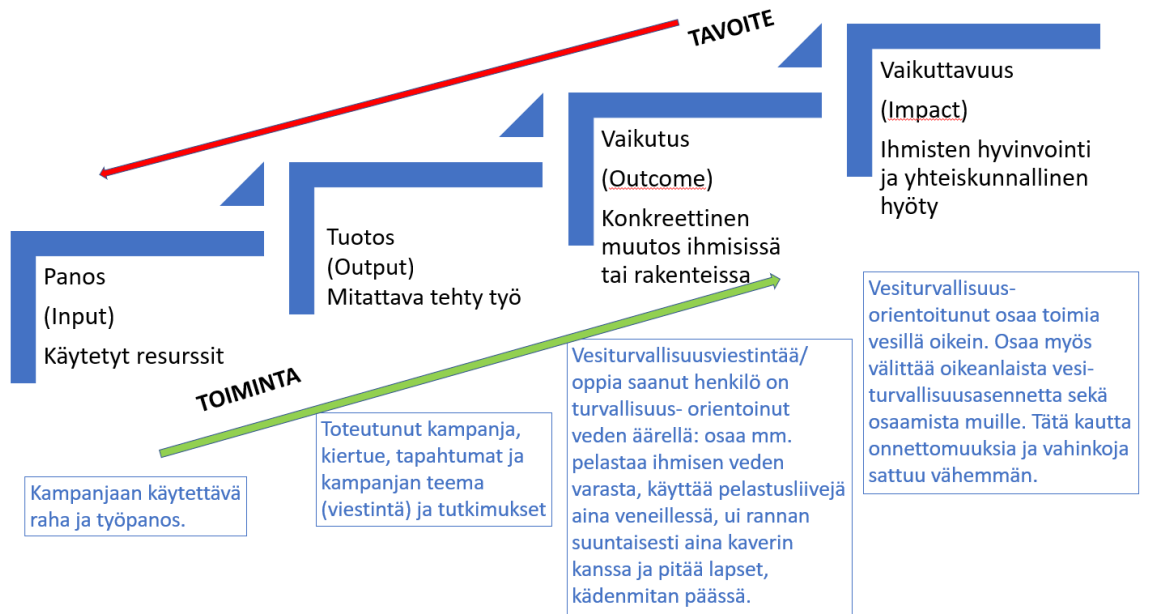 TAVOITE
Vaikuttavuus
(Impact)
Ihmisten hyvinvointi
ja yhteiskunnallinen
hyöty
Vaikutus
(Outcome)
Konkreettinen
muutos ihmisissä
tai rakenteissa
Tuotos
(Output)
Mitattava tehty työ
Panos
(Input)
Käytetyt resurssit
TOIMINTA
Kampanjaan käytettävä
raha ja työpanos.
Toteutunut kampanja,
kiertue, tapahtumat ja
kampanjan teema
(viestintä) ja tutkimukset
Vesiturvallisuusviestintää/
oppia saanut henkilö on
turvallisuus- orientoinut
veden äärellä: osaa mm.
pelastaa ihmisen veden
varasta, käyttää pelastusliivejä
aina veneillessä, ui rannan
suuntaisesti aina kaverin
kanssa ja pitää lapset,
kädenmitan päässä.
Vesiturvallisuus-
orientoitunut osaa toimia
vesillä oikein. Osaa myös
välittää oikeanlaista vesi-
turvallisuusasennetta sekä
osaamista muille. Tätä kautta
onnettomuuksia ja vahinkoja
sattuu vähemmän.